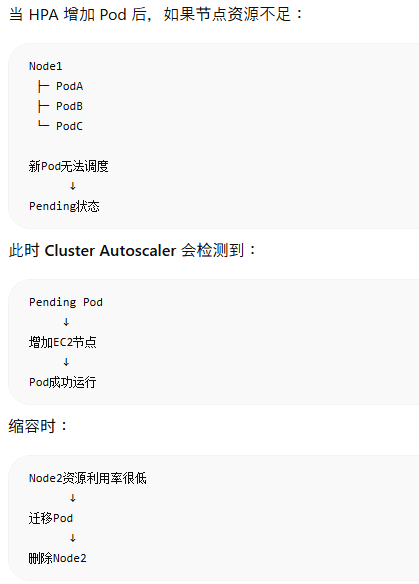 当 HPA 增加 Pod 后，如果节点资源不足：
Node1
├─ PodA
├─ PodB
└─ PodC
新Pod无法调度
↓
Pending状态
此时 Cluster Autoscaler 会检测到：
Pending Pod
↓
增加EC2节点
↓
Pod成功运行
缩容时：
Node2资源利用率很低
↓
迁移Pod
↓
删除Node2